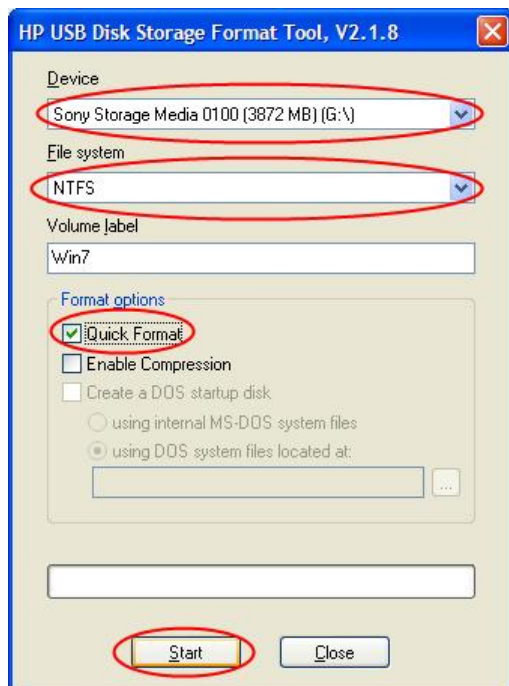 HP USB Disk Storage Format Tool, V2.1.8
Device
Sony Storage Media 0100 (3872 MB) (G:\)
File system
NTFS
Volume label
Win7
Format options
Quick Format
Enable Compression
Create a DOS startup disk
using internal MS-DOS system files
using DOS system files located at:
...
Start Close